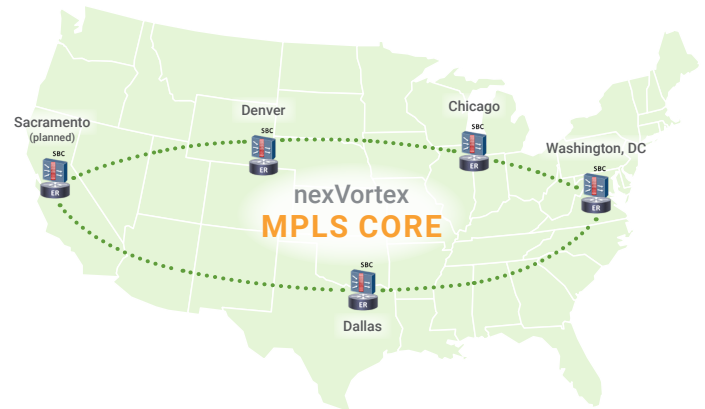 Sacramento
(planned)
SBC
ER
Denver
SBC
ER
Chicago
SBC
ER
Washington, DC
SBC
ER
nexVortex
MPLS CORE
SBC
ER
Dallas